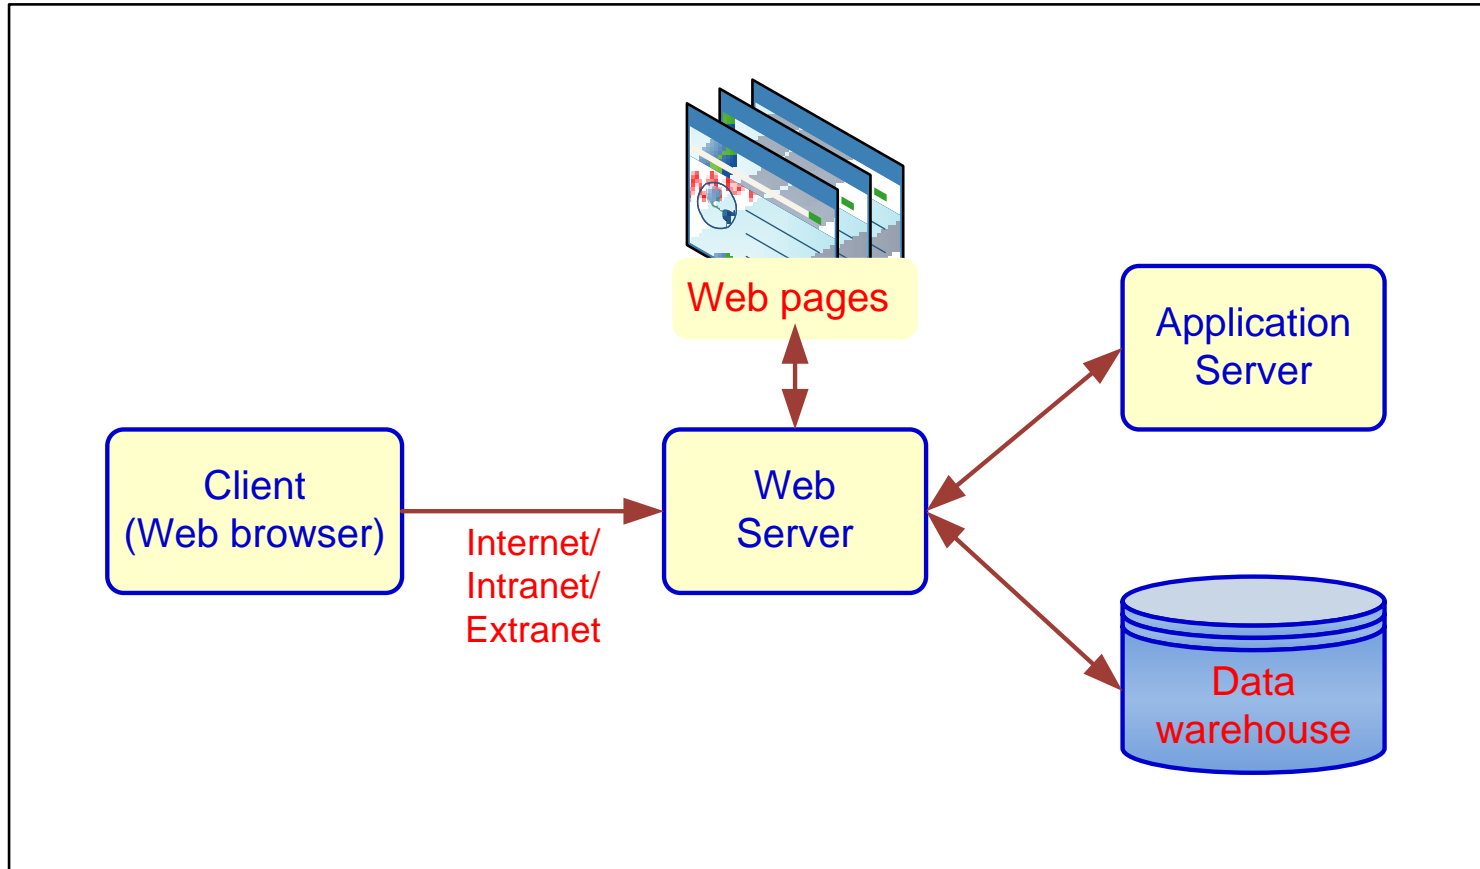 Web pages
Application
Server
Client
(Web browser)
Web
Server
Internet/
Intranet/
Extranet
Data
warehouse